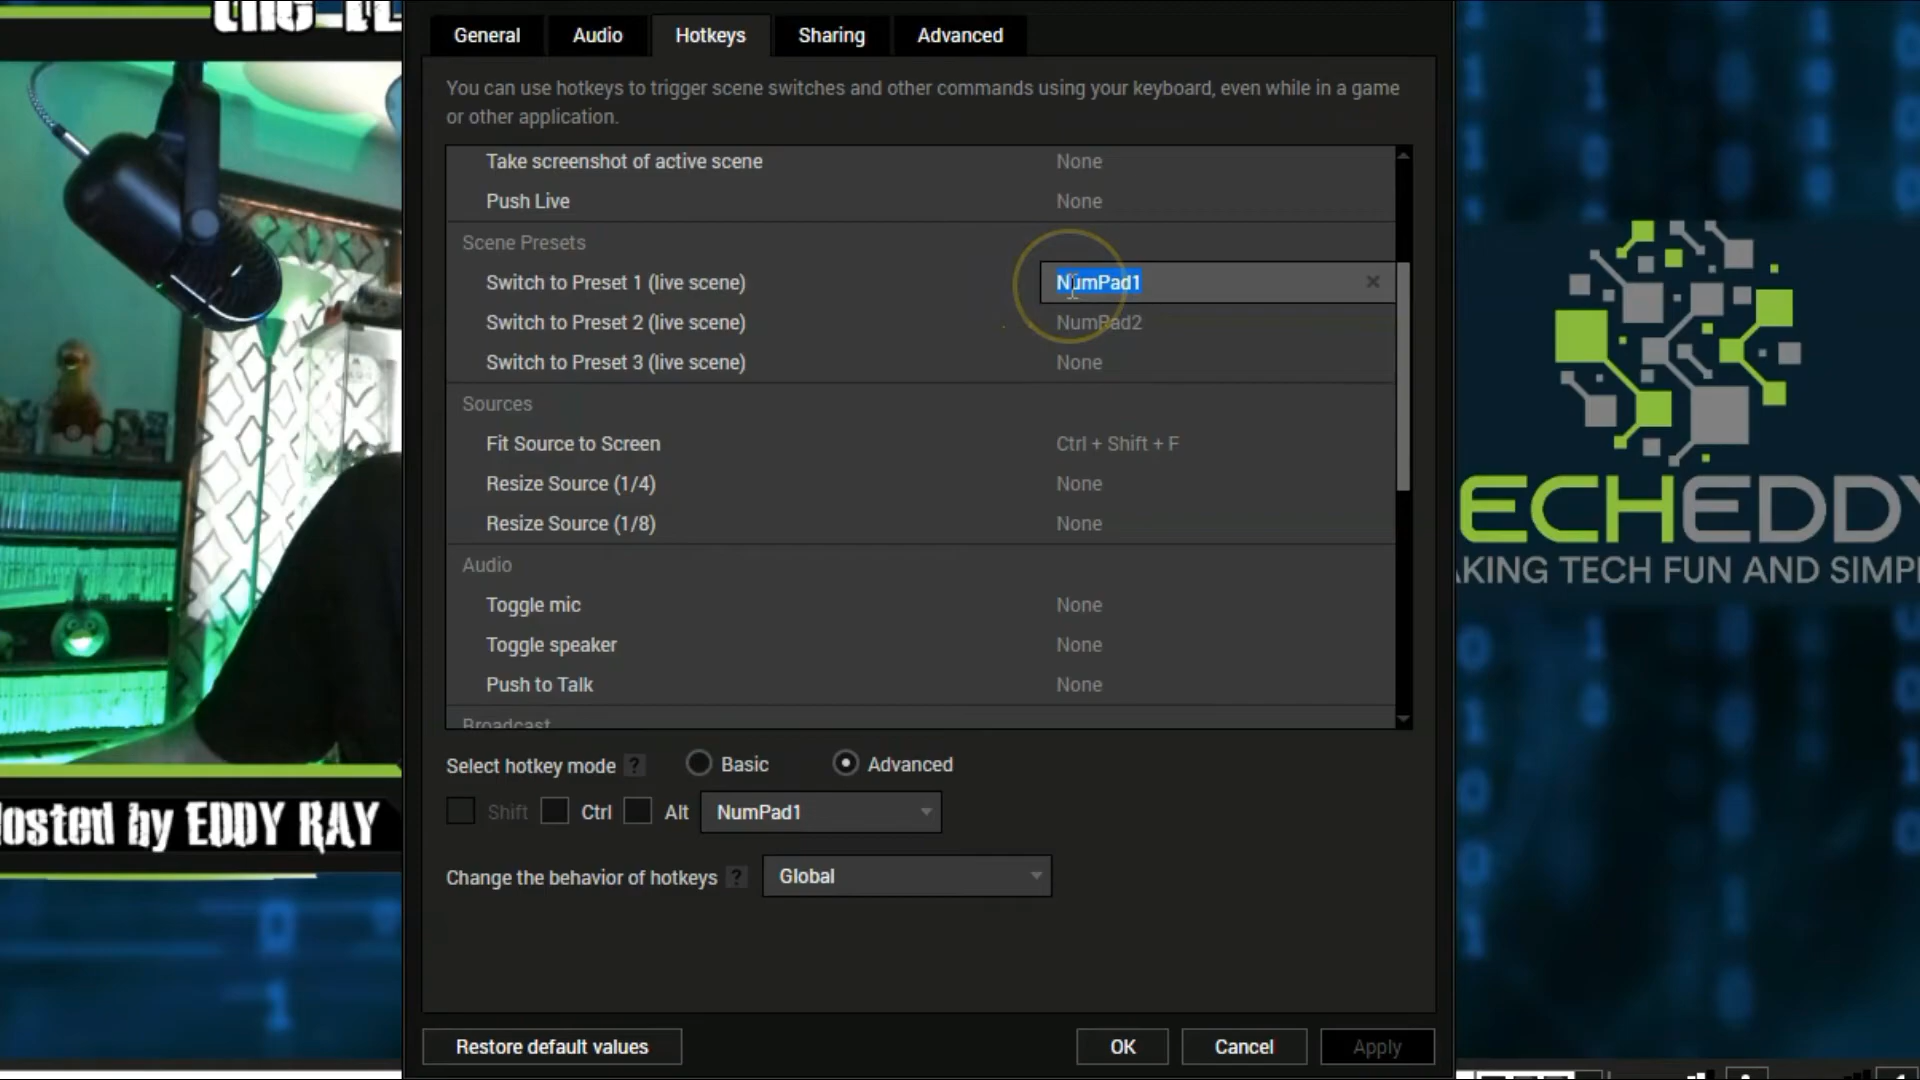 General
Audio
Hotkeys
Sharing
Advanced
You can use hotkeys to trigger scene switches and other commands using your keyboard, even while in a game
or other application.
Take screenshot of active scene None
Push Live None
Scene Presets
Switch to Preset 1 (live scene) NumPad1
Switch to Preset 2 (live scene) NumPad2
Switch to Preset 3 (live scene) None
Sources
Fit Source to Screen Ctrl + Shift + F
Resize Source (1/4) None
Resize Source (1/8) None
Audio
Toggle mic None
Toggle speaker None
Push to Talk None
Broadcast
Select hotkey mode ? Basic Advanced
Shift Ctrl Alt NumPad1
Change the behavior of hotkeys ? Global
Restore default values
OK
Cancel
Apply
osted by EDDY RAY
ECHEDDY
AKING TECH FUN AND SIMP